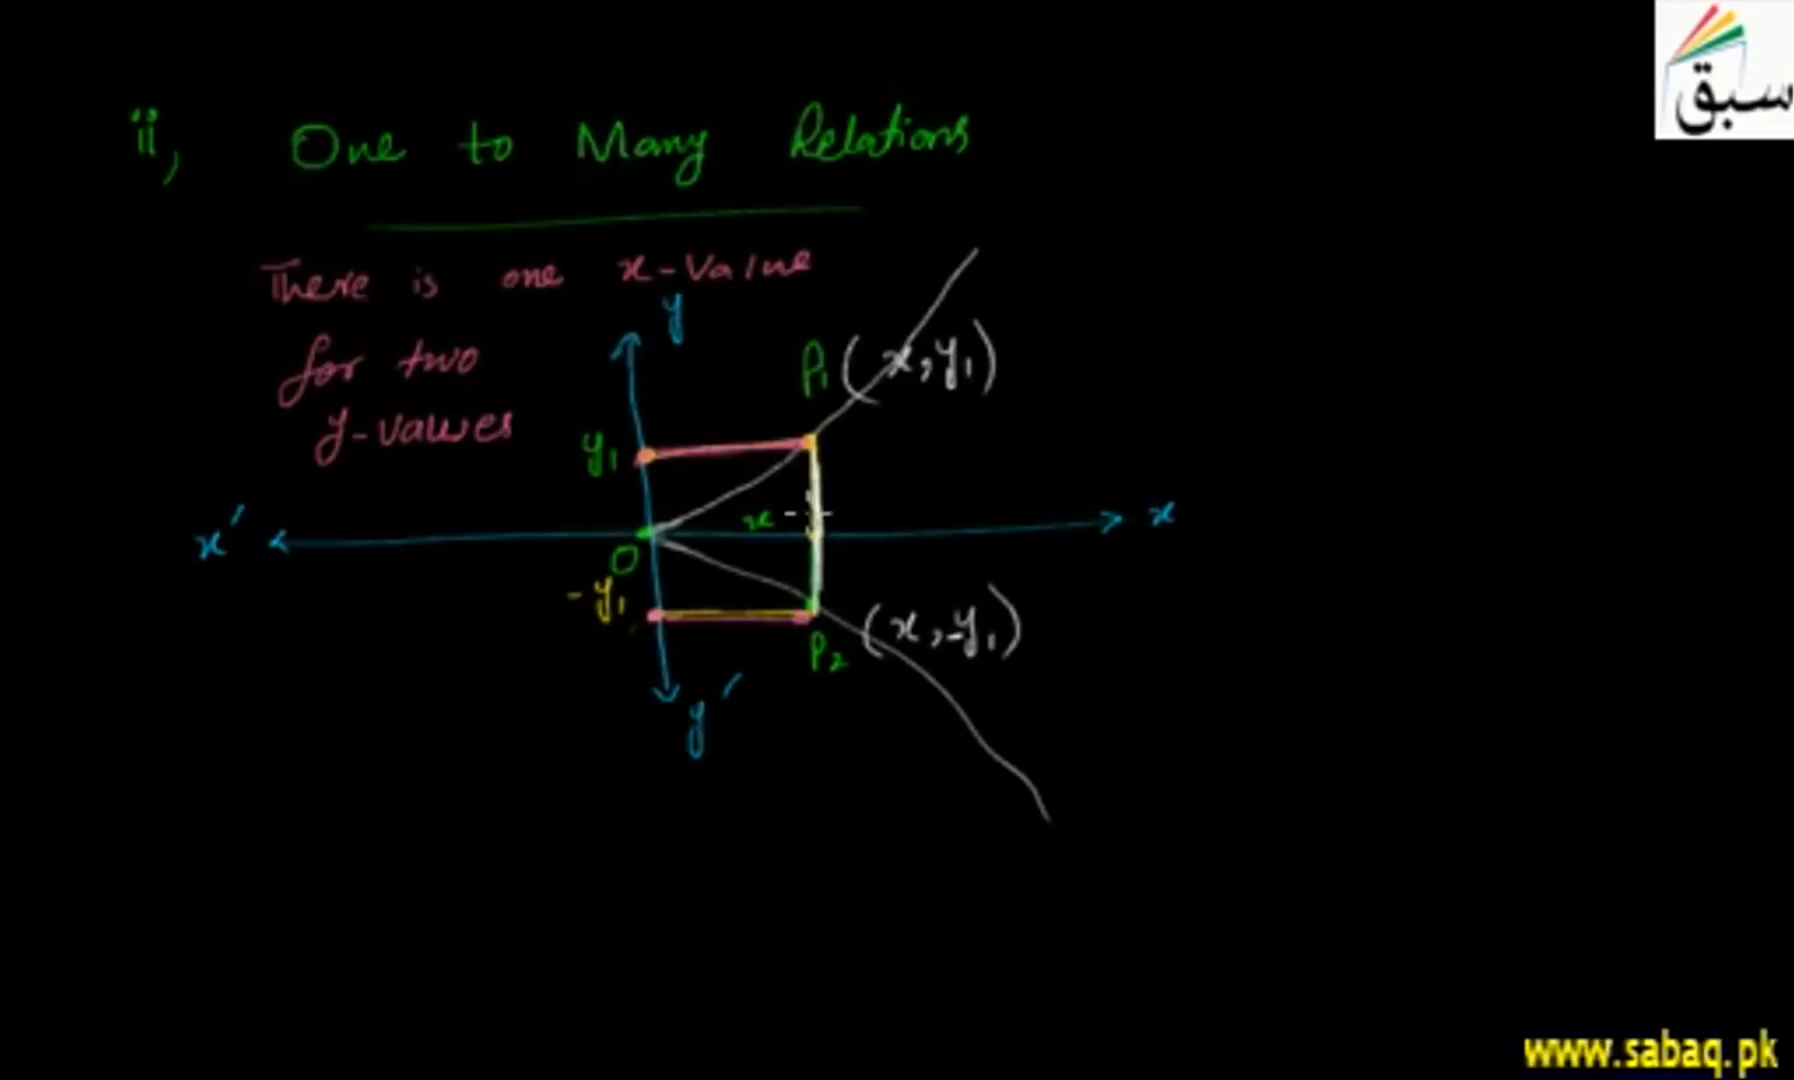 سبق
ii, One to Many Relations
There is one x-value
for two
y-values
y
P₁ (x, y₁)
y₁
x
x′
x
O
-y₁
P₂ (x, -y₁)
y′
www.sabaq.pk